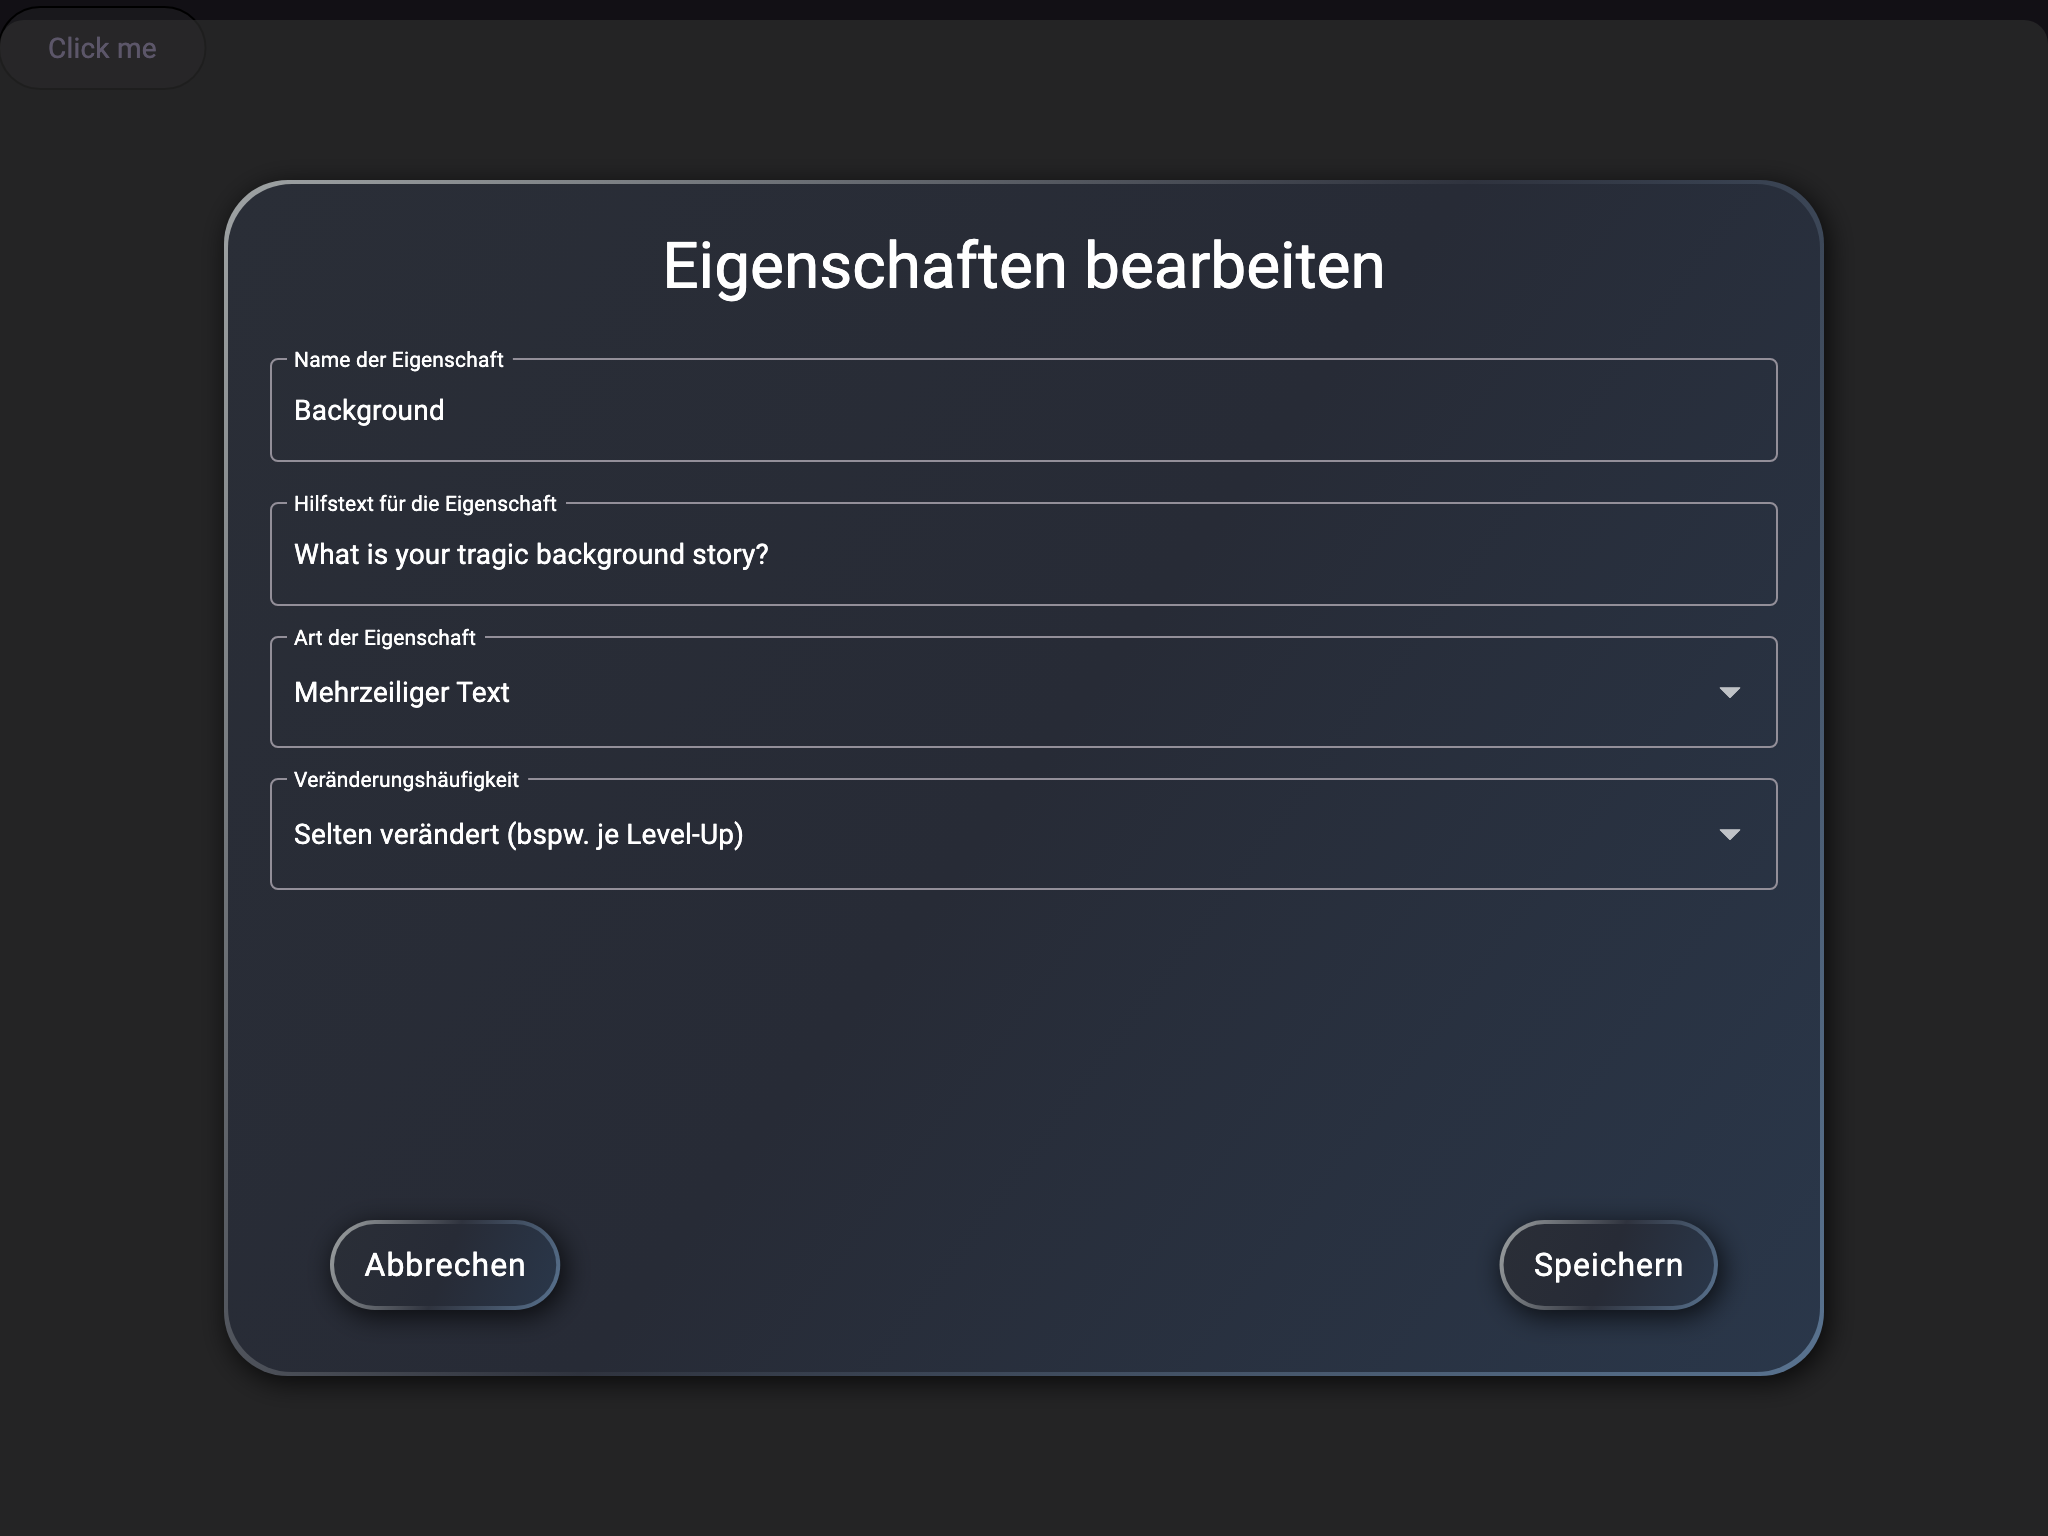 Click me
Eigenschaften bearbeiten
Name der Eigenschaft
Background
Hilfstext für die Eigenschaft
What is your tragic background story?
Art der Eigenschaft
Mehrzeiliger Text
Veränderungshäufigkeit
Selten verändert (bspw. je Level-Up)
Abbrechen
Speichern